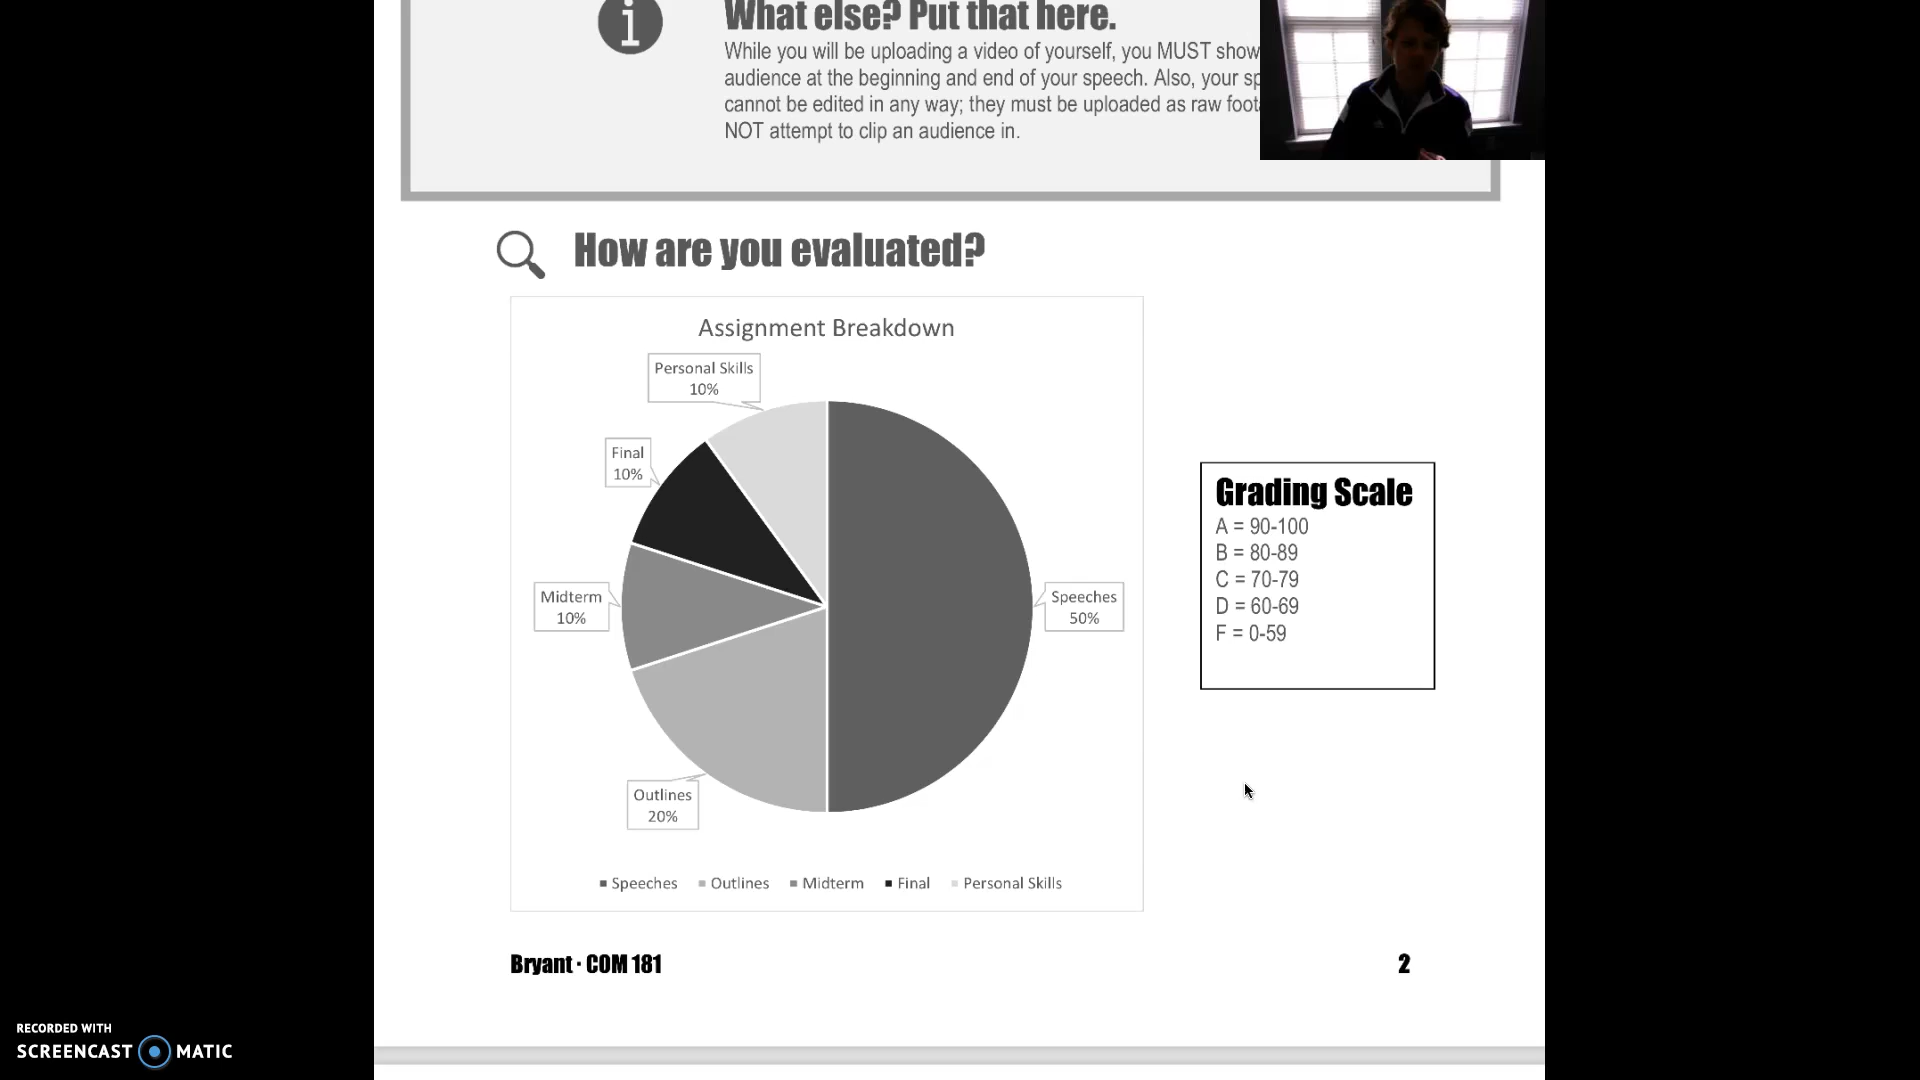 What else? Put that here.
While you will be uploading a video of yourself, you MUST show
audience at the beginning and end of your speech. Also, your
cannot be edited in any way; they must be uploaded as raw
NOT attempt to clip an audience in.
How are you evaluated?
Assignment Breakdown
Personal Skills
10%
Final
10%
Midterm
10%
Speeches
50%
Outlines
20%
Speeches Outlines Midterm Final Personal Skills
Grading Scale
A = 90-100
B = 80-89
C = 70-79
D = 60-69
F = 0-59
Bryant · COM 181
2
RECORDED WITH
SCREENCAST MATIC